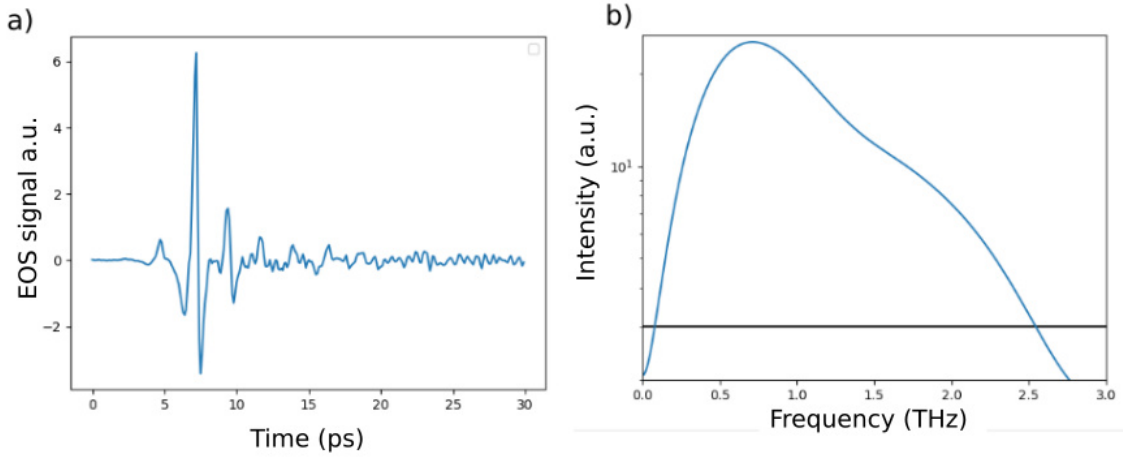 a)
EOS signal a.u.
6
4
2
0
−2
0 5 10 15 20 25 30
Time (ps)
b)
Intensity (a.u.)
10¹
0.0 0.5 1.0 1.5 2.0 2.5 3.0
Frequency (THz)